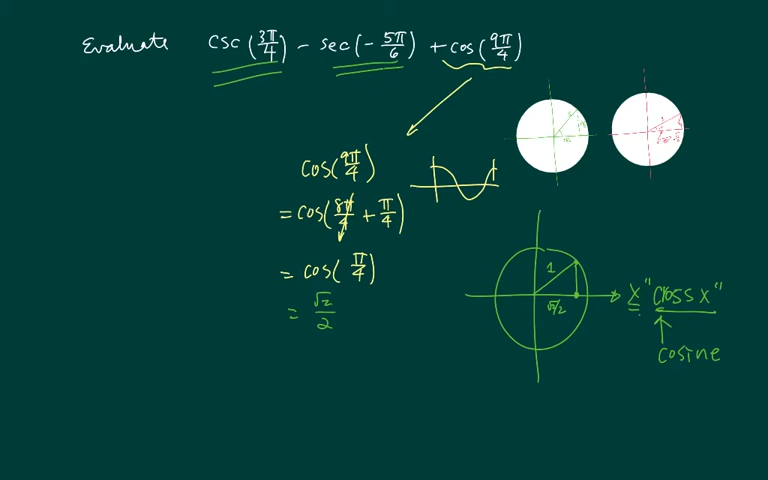 Evaluate csc(3π/4) - sec(-5π/6) + cos(9π/4)
cos(9π/4)
= cos(8π/4 + π/4)
= cos(π/4)
= √2/2
1
√2/2
x "cross x"
cosine